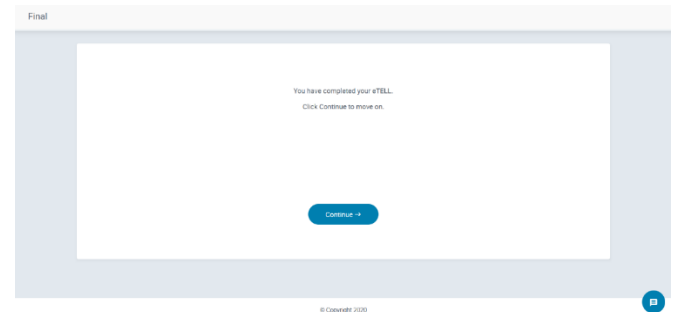 Final
You have completed your eTELL.
Click Continue to move on.
Continue →
© Copyright 2020